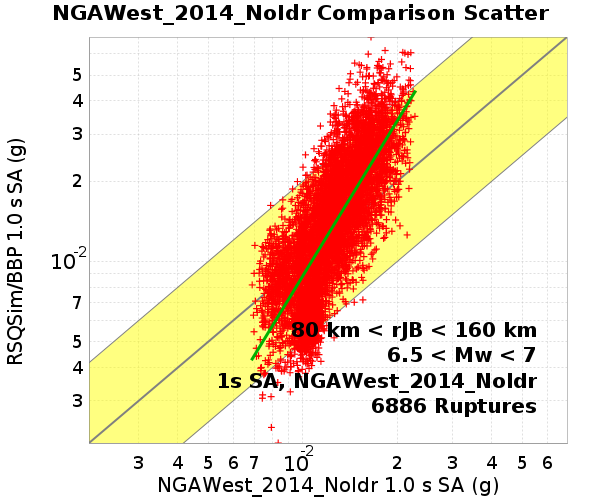 NGAWest_2014_NoIdr Comparison Scatter
RSQSim/BBP 1.0 s SA (g)
5
4
3
2
10-2
7
5
4
3
80 km < rJB < 160 km
6.5 < Mw < 7
1s SA, NGAWest_2014_NoIdr
6886 Ruptures
3 4 5 6 7 10-2 2 3 4 5 6
NGAWest_2014_NoIdr 1.0 s SA (g)